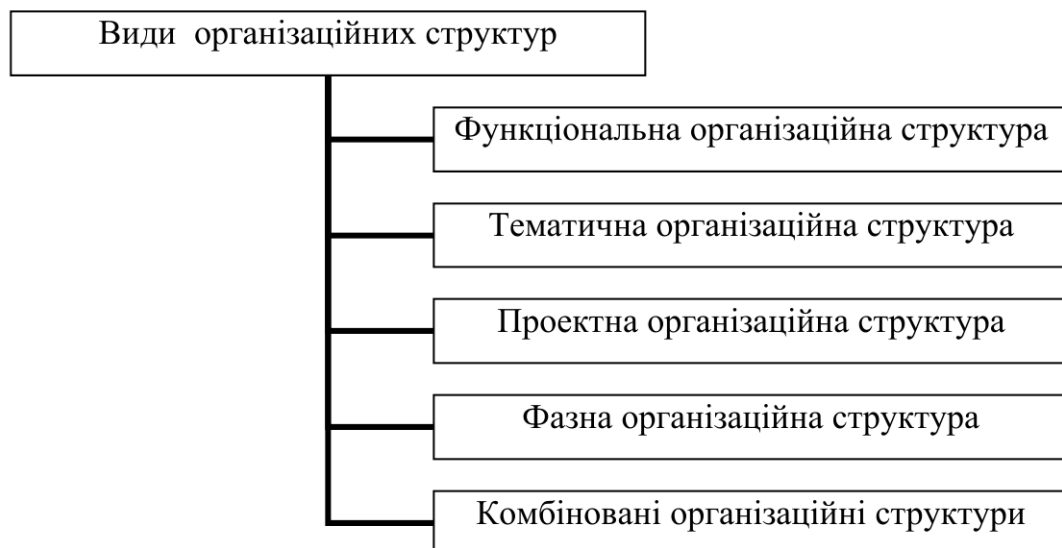 Види організаційних структур
Функціональна організаційна структура
Тематична організаційна структура
Проектна організаційна структура
Фазна організаційна структура
Комбіновані організаційні структури